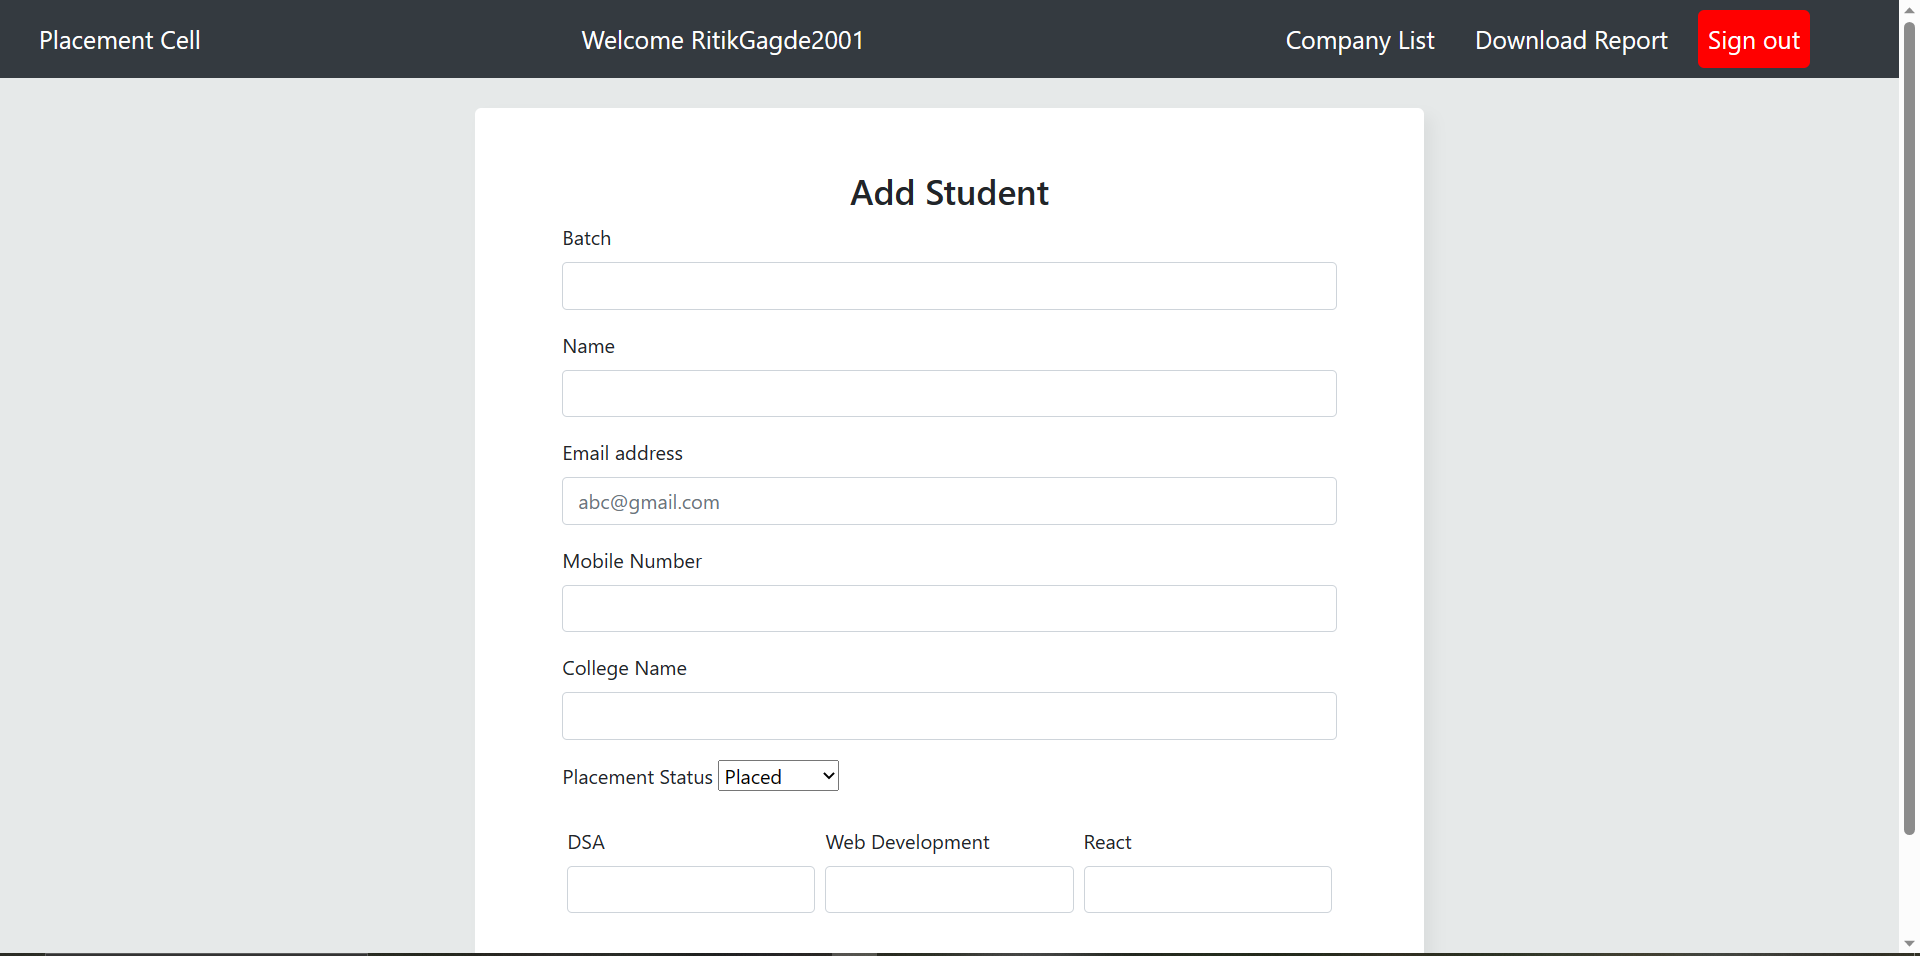 Placement Cell Welcome RitikGagde2001 Company List Download Report Sign out
Add Student
Batch
Name
Email address
abc@gmail.com
Mobile Number
College Name
Placement Status Placed
DSA Web Development React